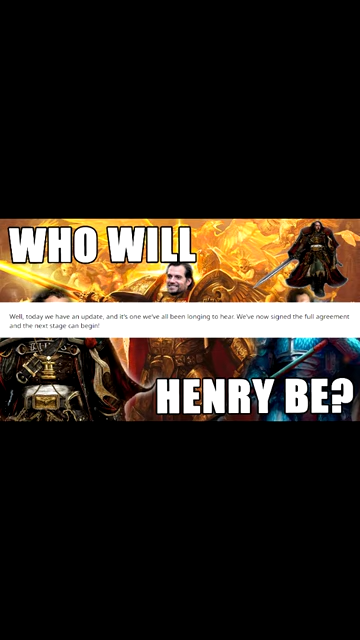 WHO WILL
Well, today we have an update, and it's one we've all been longing to hear. We've now signed the full agreement
and the next stage can begin!
HENRY BE?